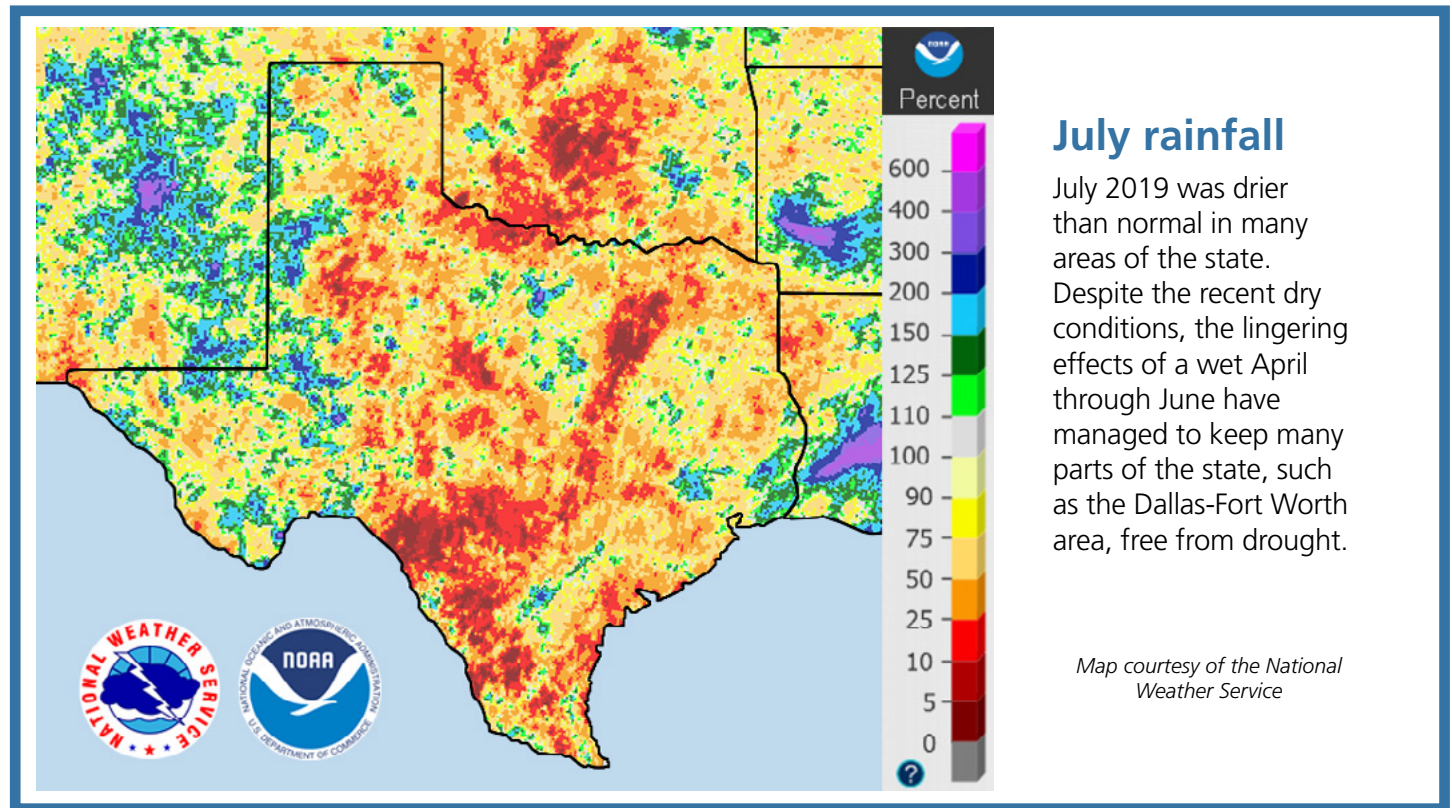 NOAA
Percent
600
400
300
200
150
125
110
100
90
75
50
25
10
5
0
?
NATIONAL WEATHER SERVICE
NATIONAL OCEANIC AND ATMOSPHERIC ADMINISTRATION
NOAA
U.S. DEPARTMENT OF COMMERCE
July rainfall
July 2019 was drier
than normal in many
areas of the state.
Despite the recent dry
conditions, the lingering
effects of a wet April
through June have
managed to keep many
parts of the state, such
as the Dallas-Fort Worth
area, free from drought.
Map courtesy of the National
Weather Service